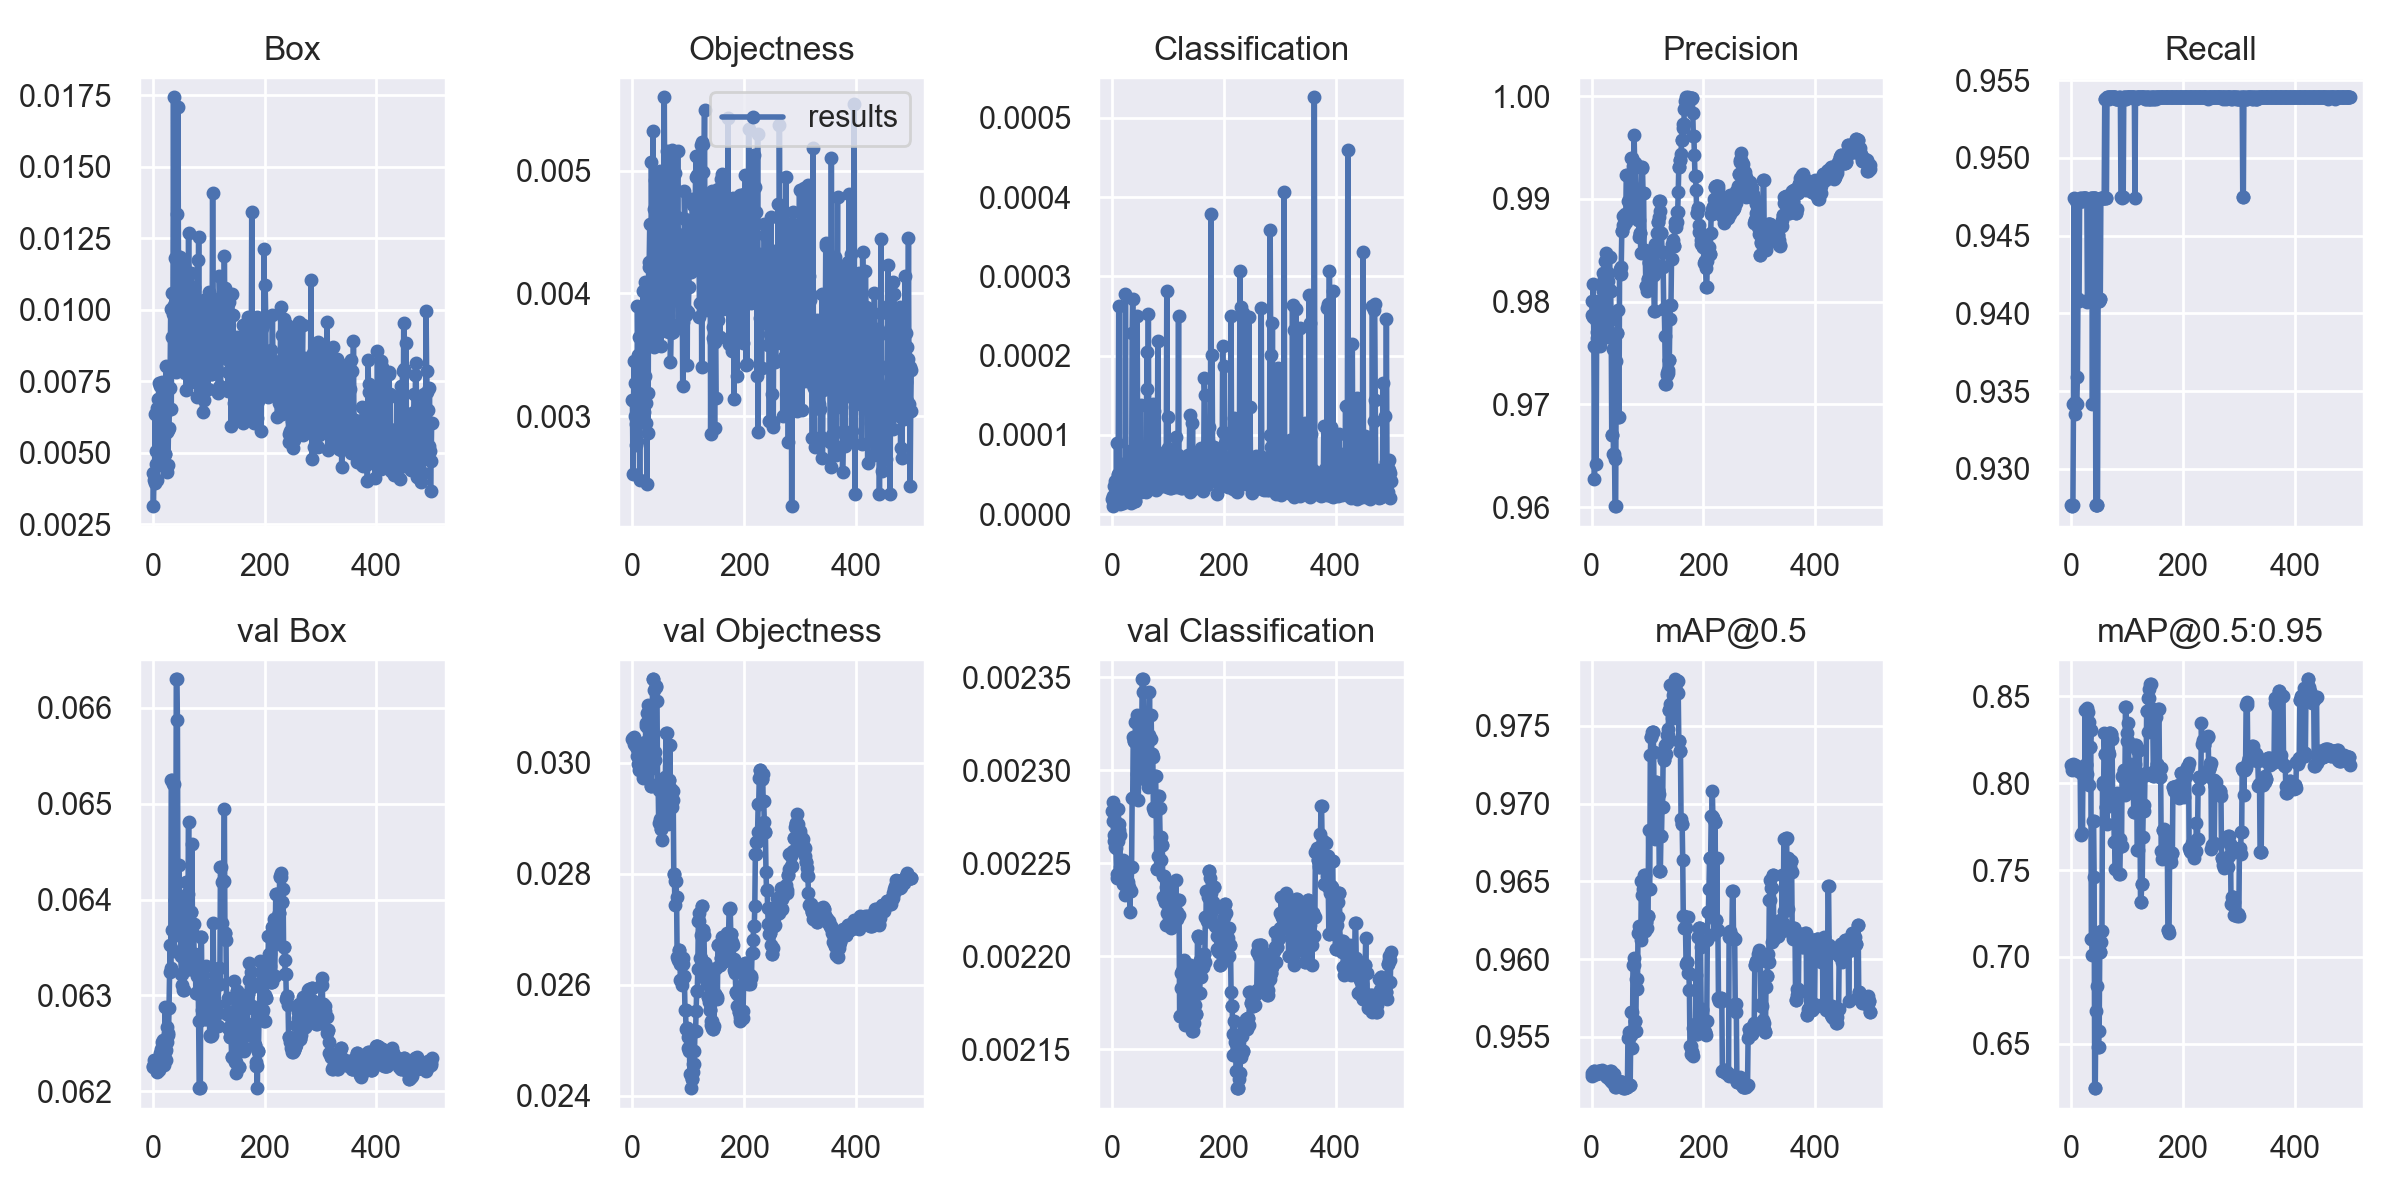 Box
0.0175
0.0150
0.0125
0.0100
0.0075
0.0050
0.0025
0 200 400
Objectness
results
0.005
0.004
0.003
0 200 400
Classification
0.0005
0.0004
0.0003
0.0002
0.0001
0.0000
0 200 400
Precision
1.00
0.99
0.98
0.97
0.96
0 200 400
Recall
0.955
0.950
0.945
0.940
0.935
0.930
0 200 400
val Box
0.066
0.065
0.064
0.063
0.062
0 200 400
val Objectness
0.030
0.028
0.026
0.024
0 200 400
val Classification
0.00235
0.00230
0.00225
0.00220
0.00215
0 200 400
mAP@0.5
0.975
0.970
0.965
0.960
0.955
0 200 400
mAP@0.5:0.95
0.85
0.80
0.75
0.70
0.65
0 200 400